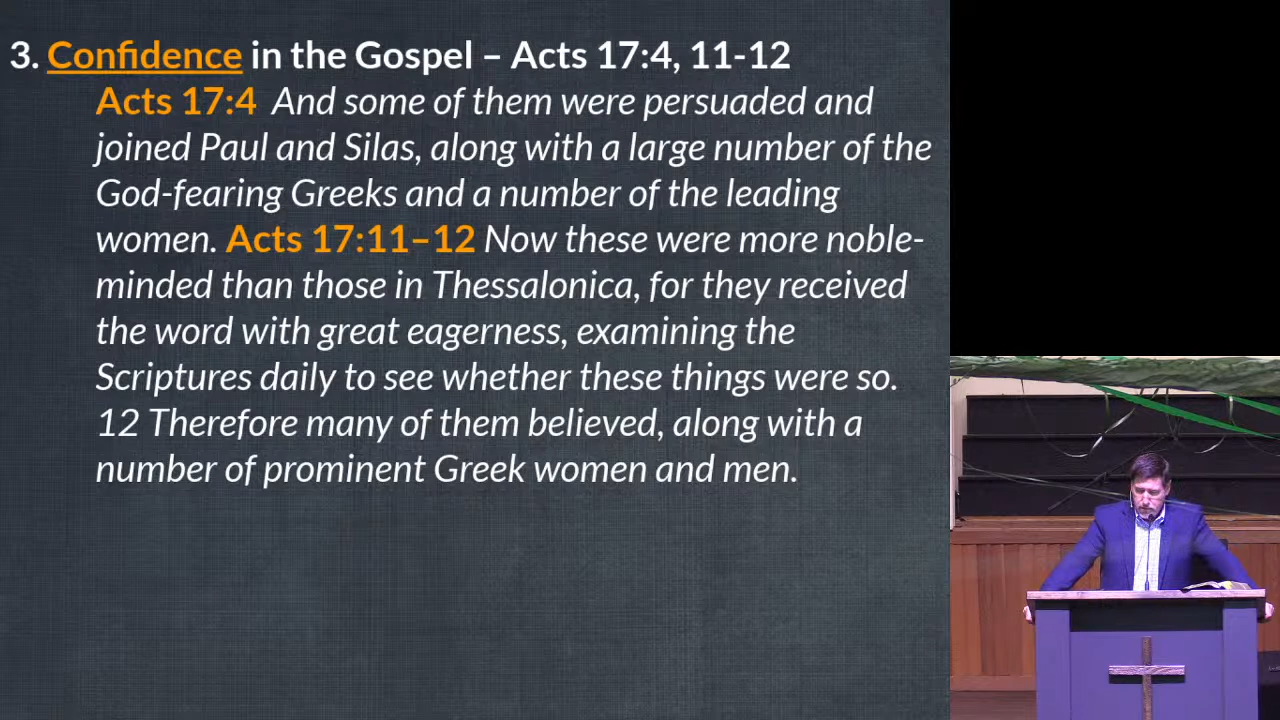 3. Confidence in the Gospel – Acts 17:4, 11-12
Acts 17:4 And some of them were persuaded and
joined Paul and Silas, along with a large number of the
God-fearing Greeks and a number of the leading
women. Acts 17:11–12 Now these were more noble-
minded than those in Thessalonica, for they received
the word with great eagerness, examining the
Scriptures daily to see whether these things were so.
12 Therefore many of them believed, along with a
number of prominent Greek women and men.